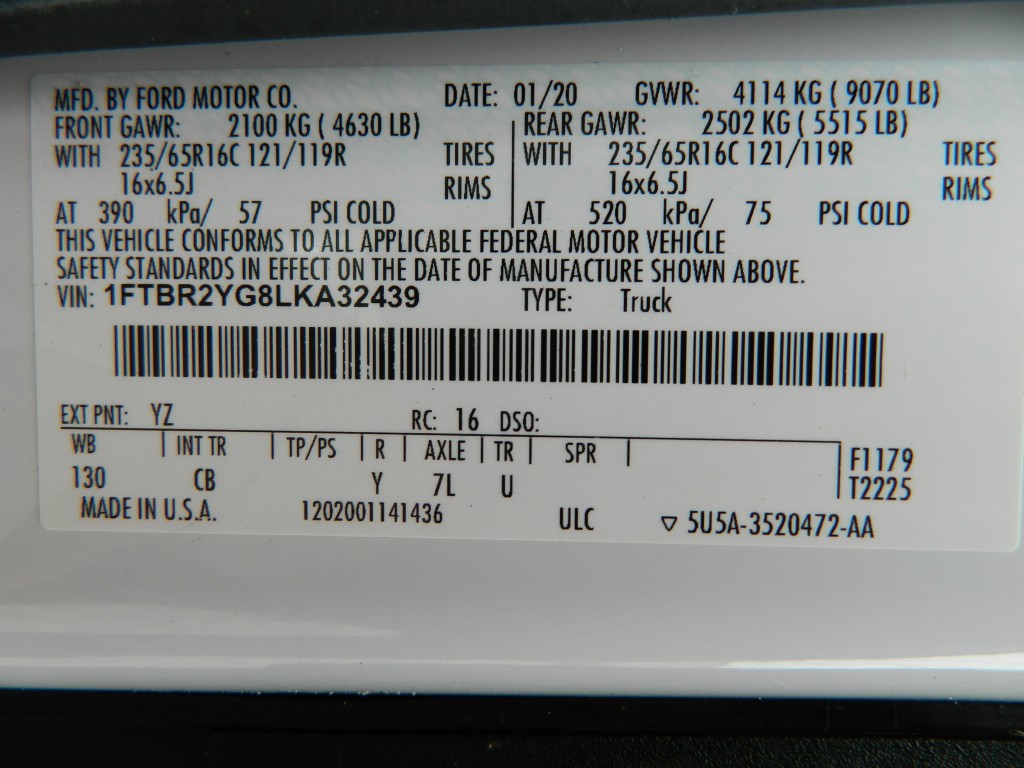 MFD. BY FORD MOTOR CO. DATE: 01/20 GVWR: 4114 KG ( 9070 LB)
FRONT GAWR: 2100 KG ( 4630 LB) REAR GAWR: 2502 KG ( 5515 LB)
WITH 235/65R16C 121/119R TIRES WITH 235/65R16C 121/119R TIRES
16x6.5J RIMS 16x6.5J RIMS
AT 390 kPa/ 57 PSI COLD AT 520 kPa/ 75 PSI COLD
THIS VEHICLE CONFORMS TO ALL APPLICABLE FEDERAL MOTOR VEHICLE
SAFETY STANDARDS IN EFFECT ON THE DATE OF MANUFACTURE SHOWN ABOVE.
VIN: 1FTBR2YG8LKA32439 TYPE: Truck
EXT PNT: YZ RC: 16 DSO:
WB INT TR TP/PS R AXLE TR SPR F1179
130 CB Y 7L U T2225
MADE IN U.S.A. 1202001141436 ULC ▽ 5U5A-3520472-AA